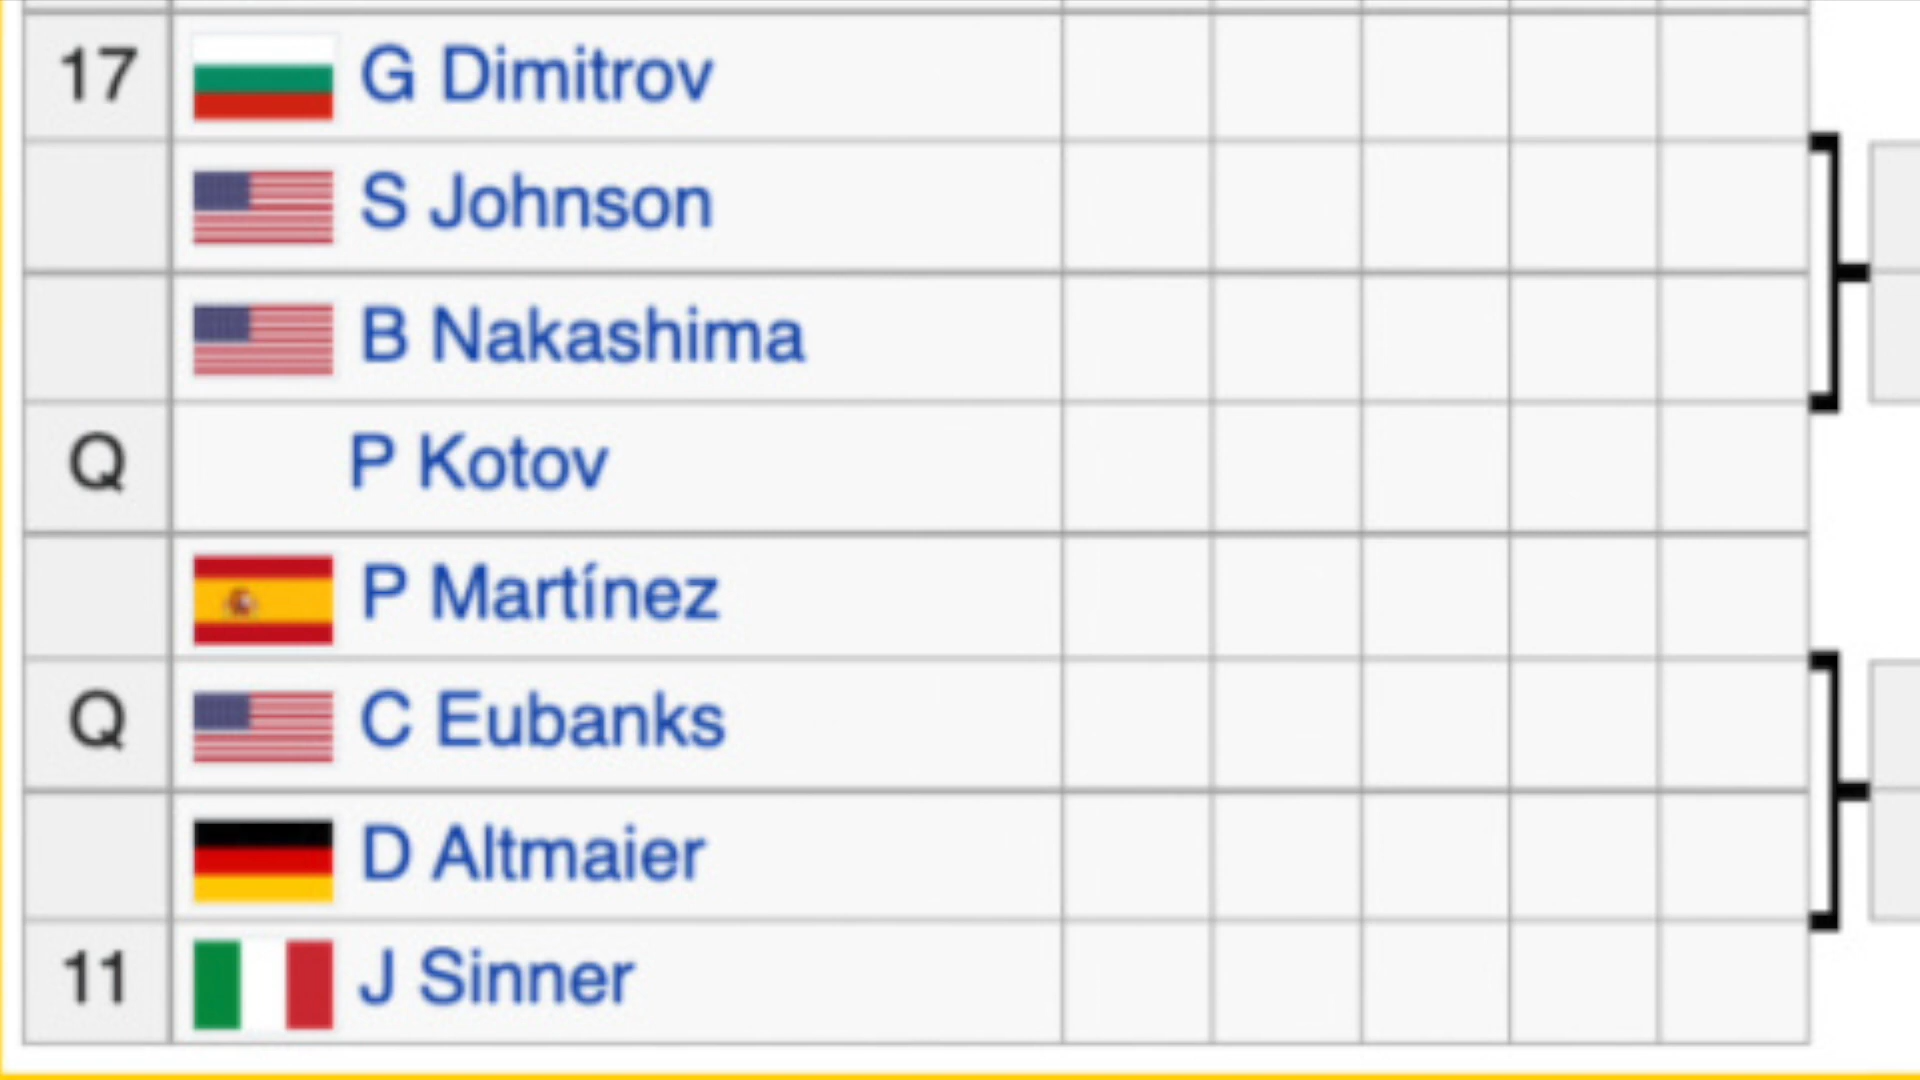 17 G Dimitrov
S Johnson
B Nakashima
Q P Kotov
P Martínez
Q C Eubanks
D Altmaier
11 J Sinner